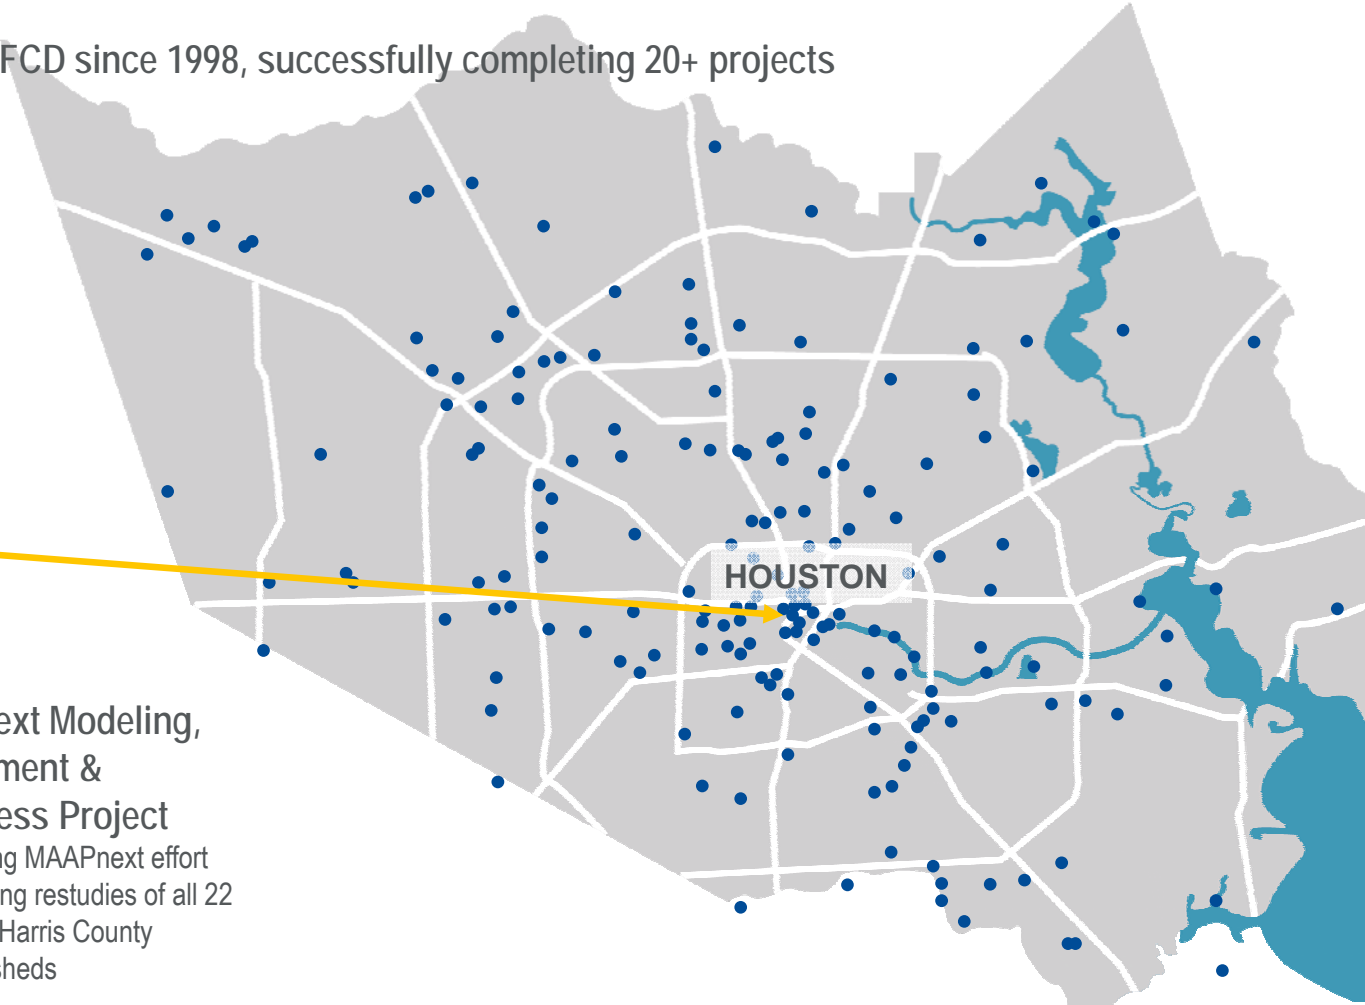 FCD since 1998, successfully completing 20+ projects
HOUSTON
ext Modeling,
ment &
ess Project
ng MAAPnext effort
ng restudies of all 22
Harris County
sheds